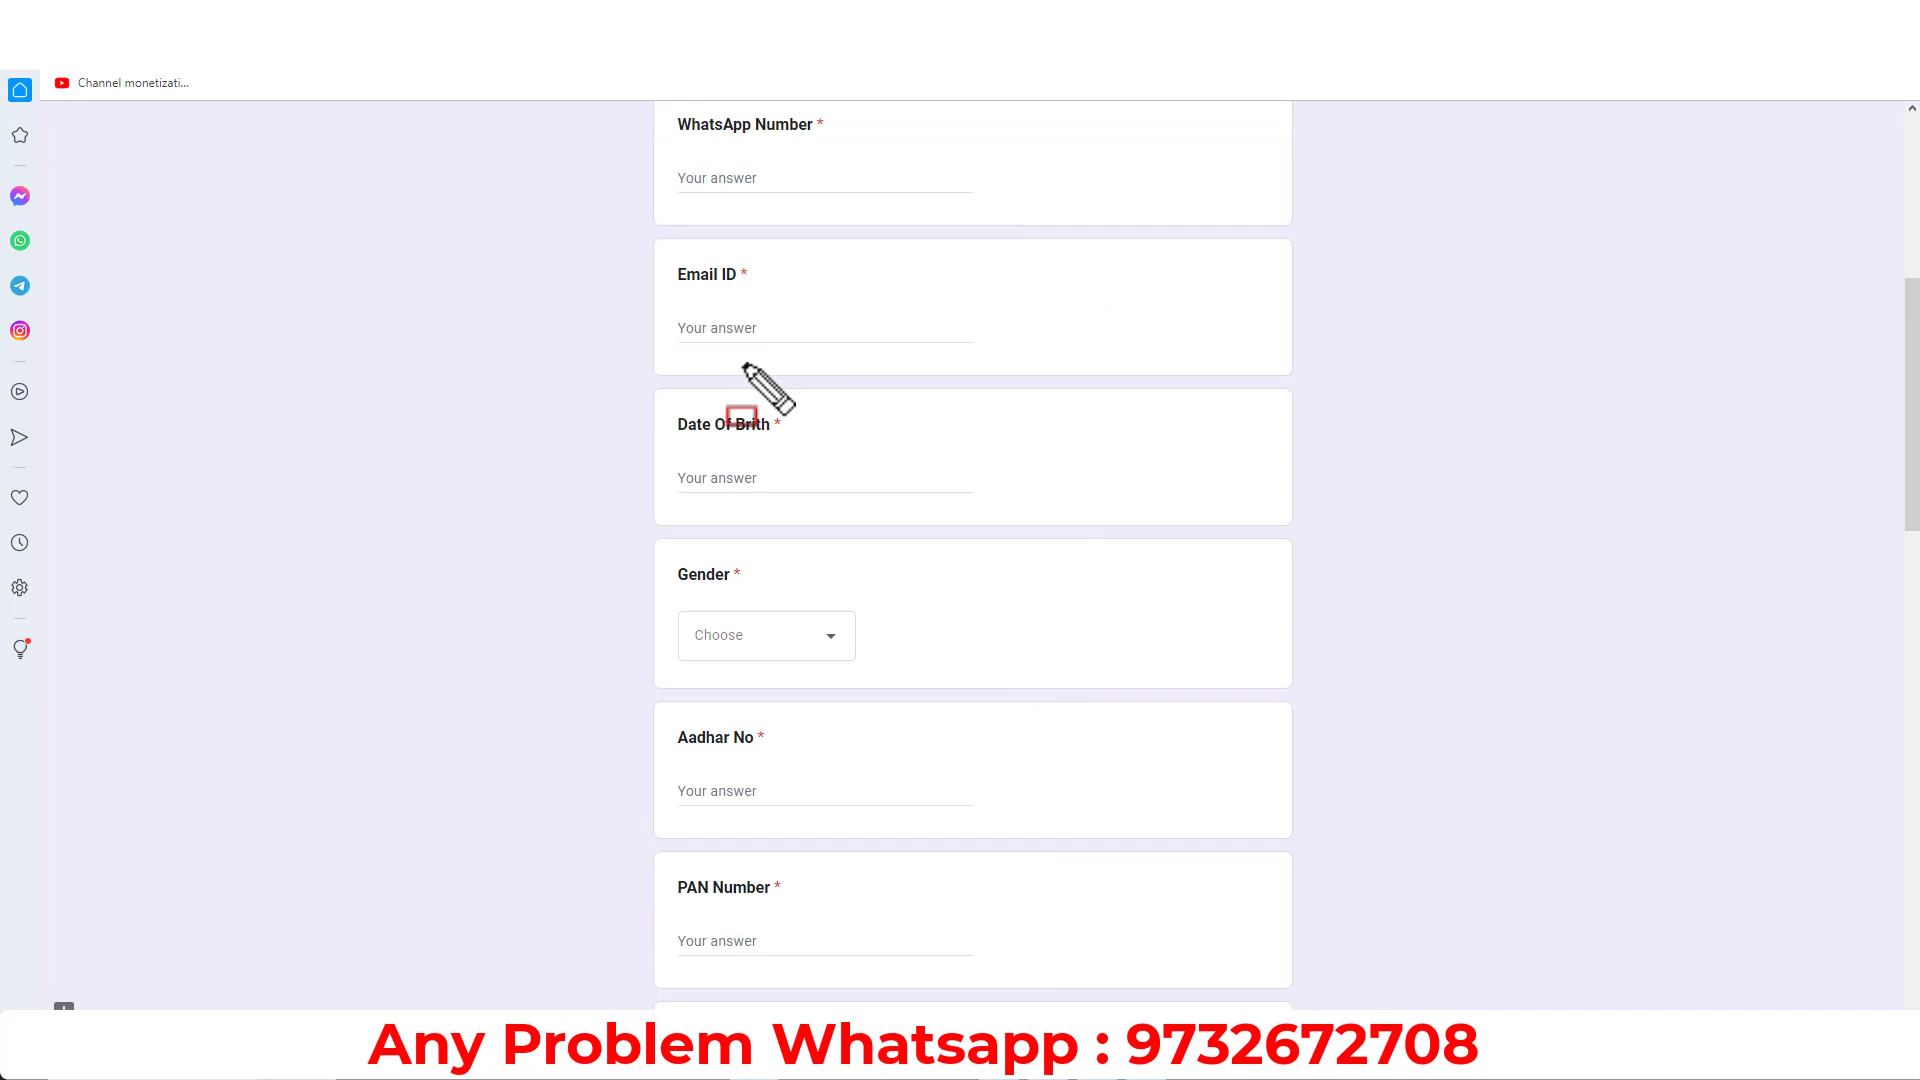 Channel monetizati...
WhatsApp Number *
Your answer
Email ID *
Your answer
Date Of Brith *
Your answer
Gender *
Choose
Aadhar No *
Your answer
PAN Number *
Your answer
Any Problem Whatsapp : 9732672708